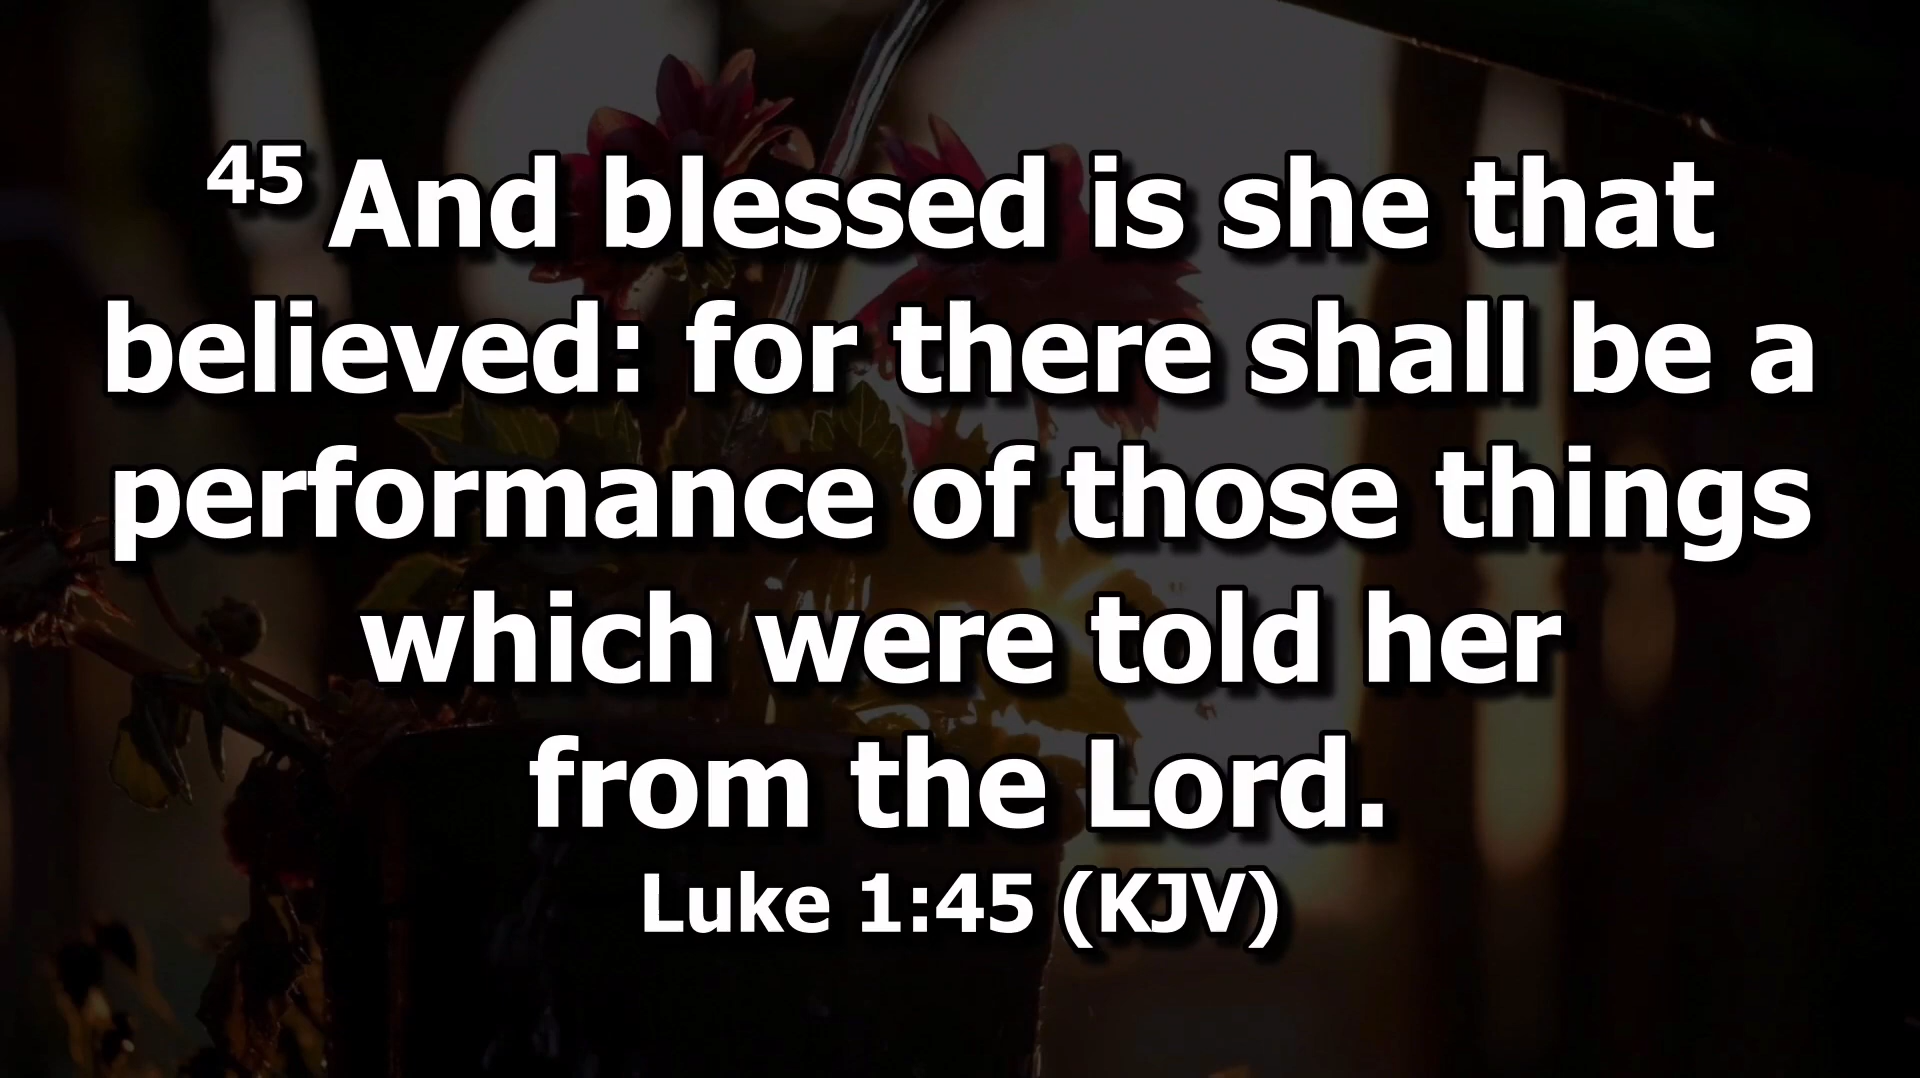 45 And blessed is she that
believed: for there shall be a
performance of those things
which were told her
from the Lord.
Luke 1:45 (KJV)